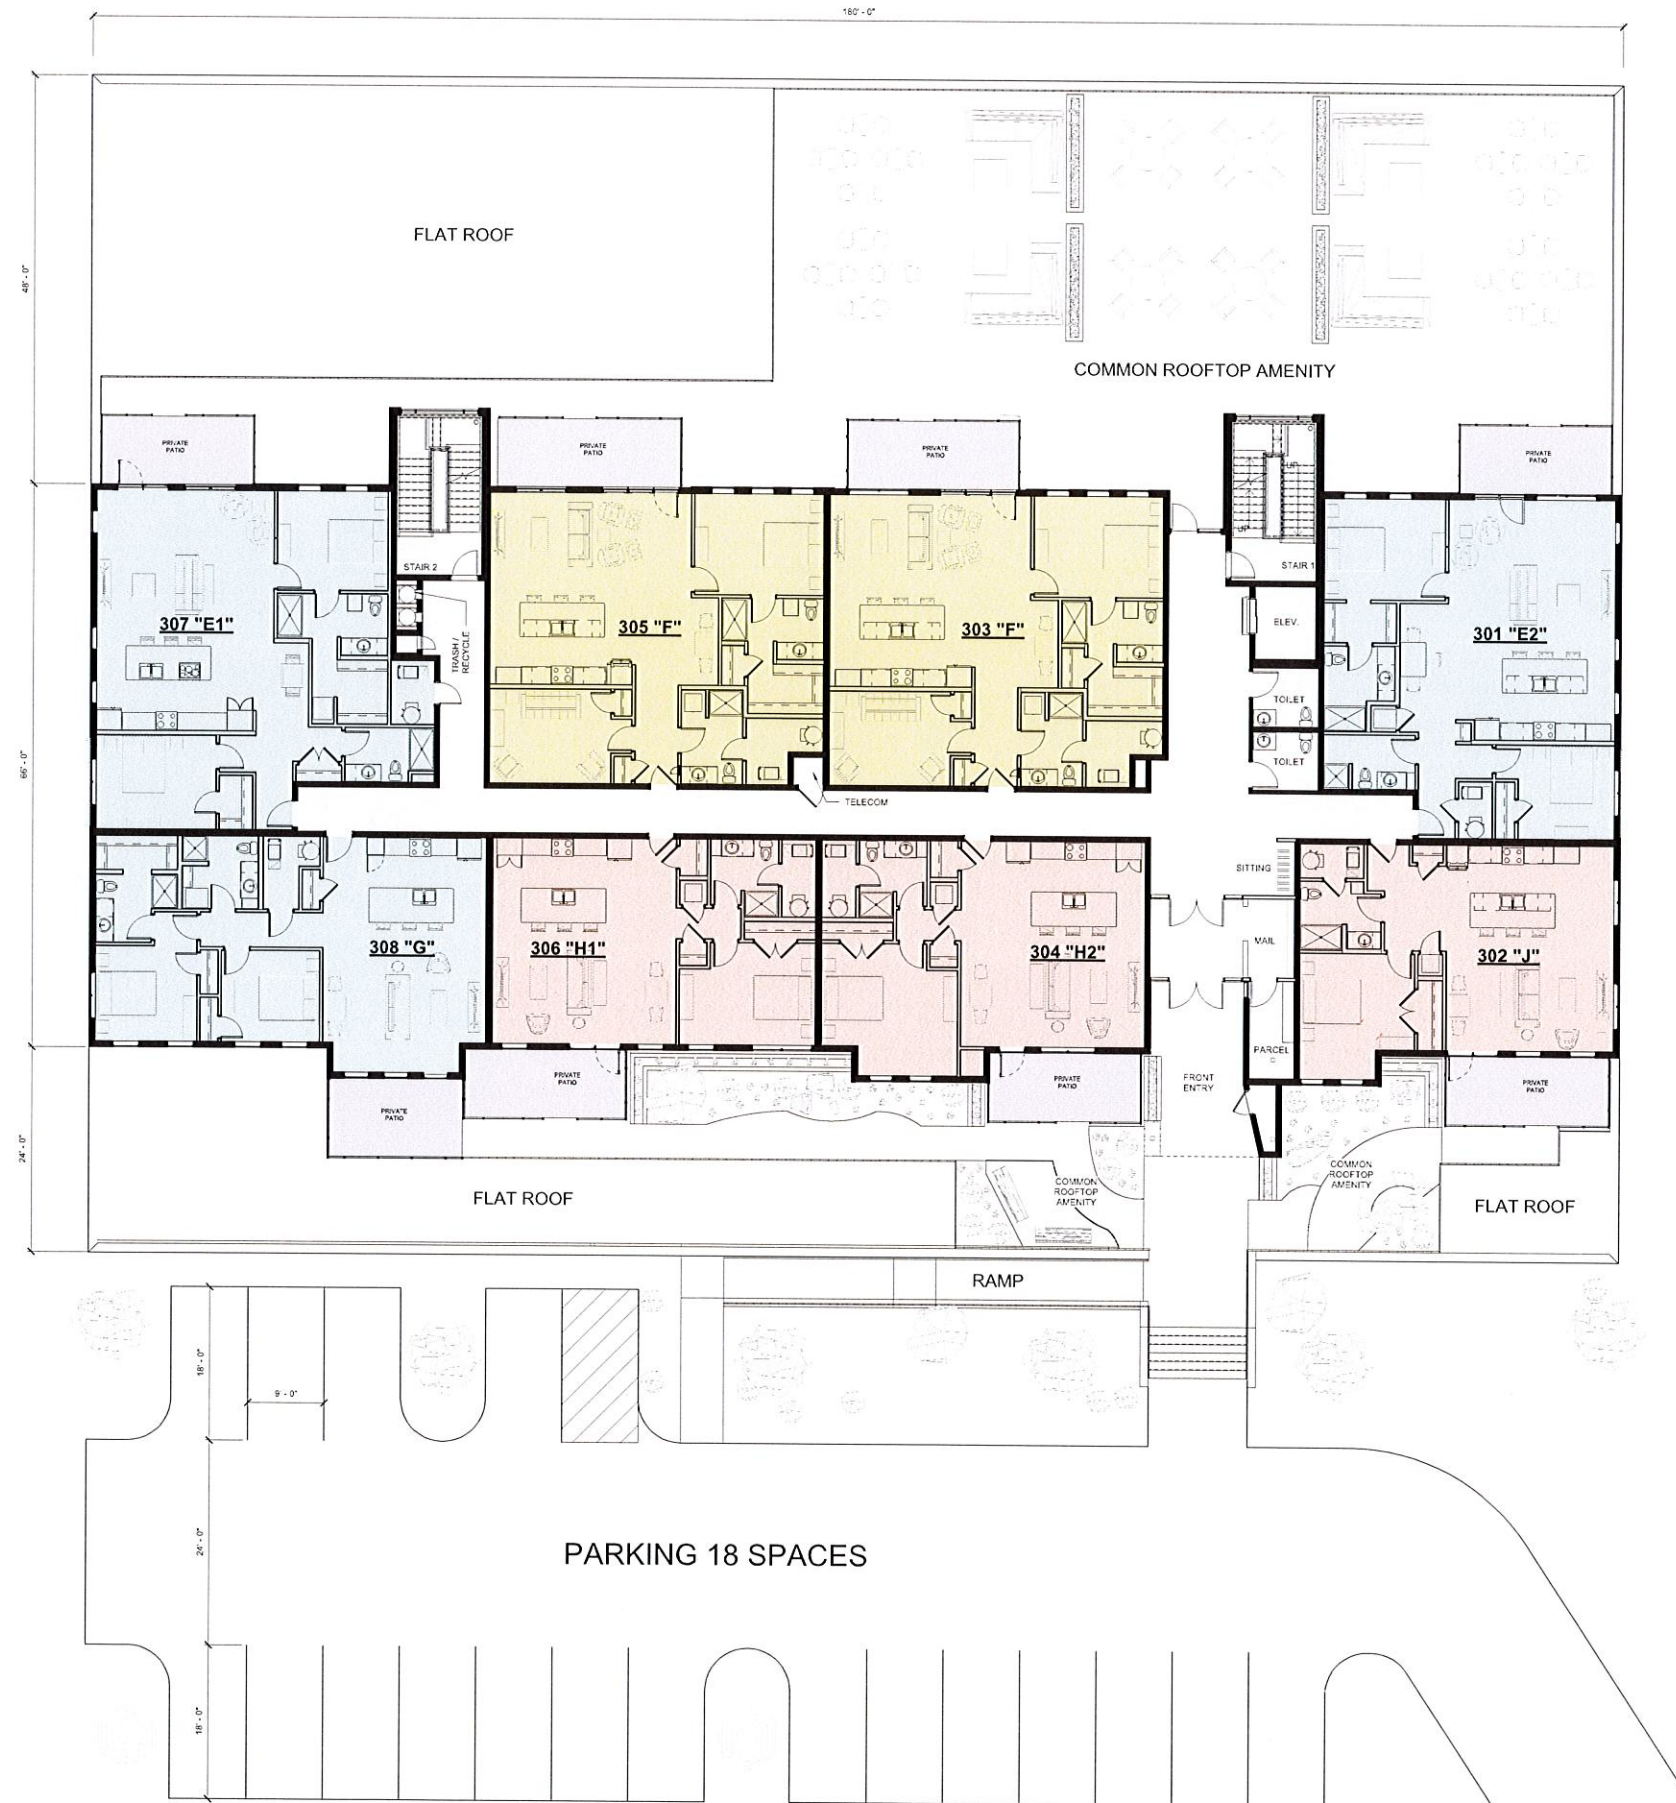 180' - 0"
48' - 0"
FLAT ROOF
COMMON ROOFTOP AMENITY
PRIVATE
PATIO
PRIVATE
PATIO
PRIVATE
PATIO
PRIVATE
PATIO
STAIR 2
STAIR 1
307 "E1"
TRASH /
RECYCLE
305 "F"
303 "F"
ELEV.
301 "E2"
TOILET
TOILET
66' - 0"
TELECOM
SITTING
308 "G"
306 "H1"
304 "H2"
MAIL
302 "J"
PARCEL
FRONT
ENTRY
PRIVATE
PATIO
PRIVATE
PATIO
PRIVATE
PATIO
PRIVATE
PATIO
24' - 0"
FLAT ROOF
COMMON
ROOFTOP
AMENITY
COMMON
ROOFTOP
AMENITY
FLAT ROOF
RAMP
18' - 0"
9' - 0"
24' - 0"
PARKING 18 SPACES
18' - 0"